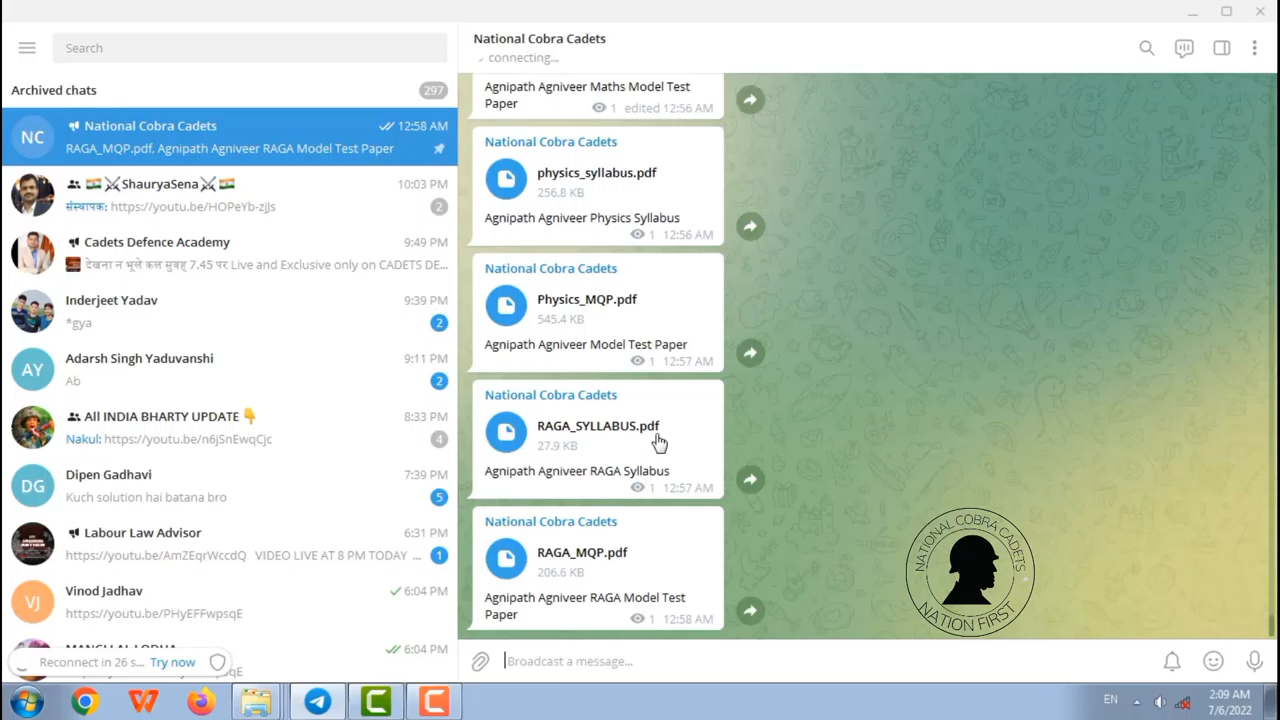 Search
Archived chats
297
NC
National Cobra Cadets
12:58 AM
RAGA_MQP.pdf, Agnipath Agniveer RAGA Model Test Paper
🇮🇳⚔ShauryaSena⚔🇮🇳
10:03 PM
संस्थापक: https://youtu.be/HOPeYb-zjJs
2
Cadets Defence Academy
9:49 PM
देखना न भूले कल सुबह 7.45 पर Live and Exclusive only on CADETS DE...
Inderjeet Yadav
9:39 PM
*gya
2
AY
Adarsh Singh Yaduvanshi
9:11 PM
Ab
2
All INDIA BHARTY UPDATE 👇
8:33 PM
Nakul: https://youtu.be/n6jSnEwqCjc
4
DG
Dipen Gadhavi
7:39 PM
Kuch solution hai batana bro
5
Labour Law Advisor
6:31 PM
https://youtu.be/AmZEqrWccdQ VIDEO LIVE AT 8 PM TODAY ...
1
VJ
Vinod Jadhav
6:04 PM
https://youtu.be/PHyEFFwpsqE
6:04 PM
Reconnect in 26 s... Try now
National Cobra Cadets
connecting...
Agnipath Agniveer Maths Model Test
Paper
1 edited 12:56 AM
National Cobra Cadets
physics_syllabus.pdf
256.8 KB
Agnipath Agniveer Physics Syllabus
1 12:56 AM
National Cobra Cadets
Physics_MQP.pdf
545.4 KB
Agnipath Agniveer Model Test Paper
1 12:57 AM
National Cobra Cadets
RAGA_SYLLABUS.pdf
27.9 KB
Agnipath Agniveer RAGA Syllabus
1 12:57 AM
National Cobra Cadets
RAGA_MQP.pdf
206.6 KB
Agnipath Agniveer RAGA Model Test
Paper
1 12:58 AM
NATIONAL COBRA CADETS
NATION FIRST
Broadcast a message...
EN
2:09 AM
7/6/2022